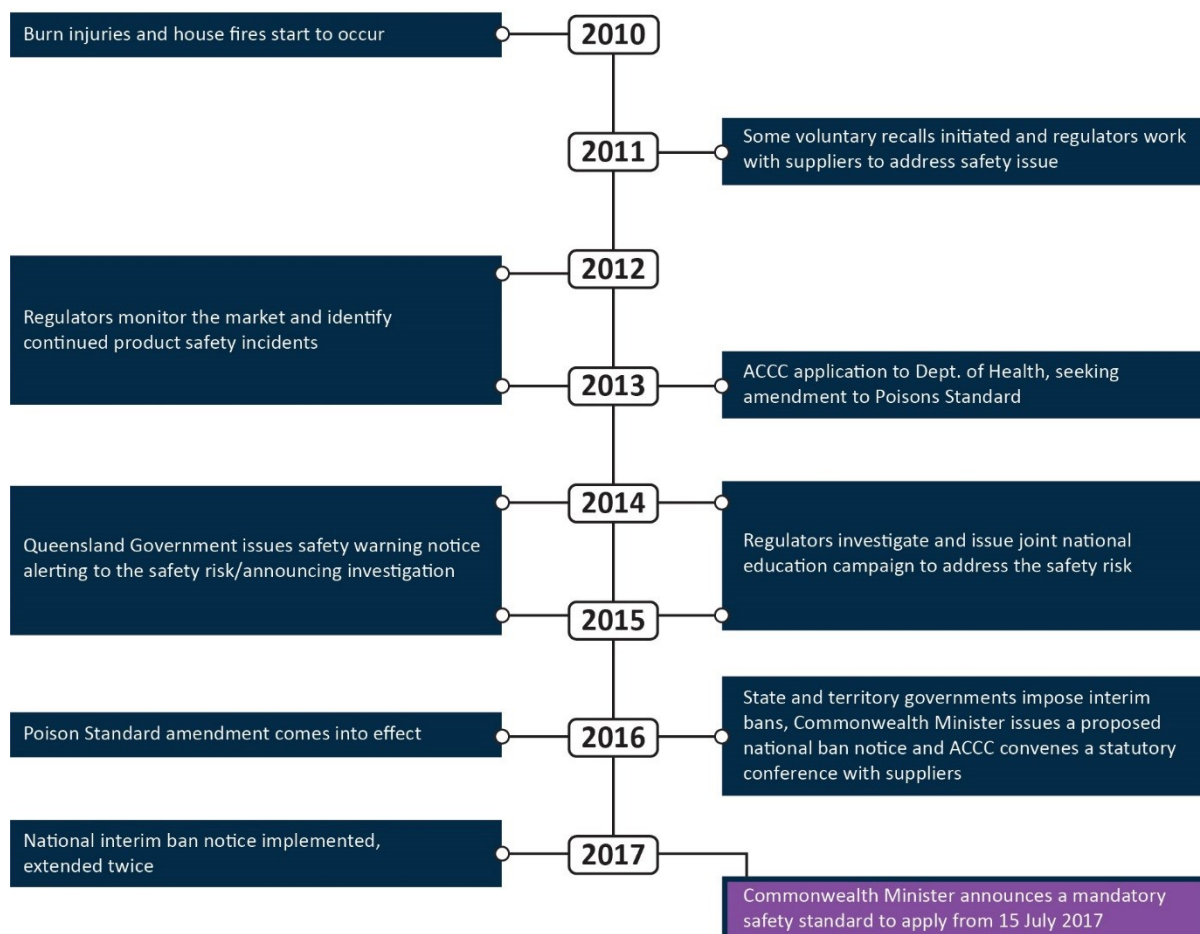 Burn injuries and house fires start to occur
2010
2011
Some voluntary recalls initiated and regulators work
with suppliers to address safety issue
2012
Regulators monitor the market and identify
continued product safety incidents
2013
ACCC application to Dept. of Health, seeking
amendment to Poisons Standard
2014
Queensland Government issues safety warning notice
alerting to the safety risk/announcing investigation
Regulators investigate and issue joint national
education campaign to address the safety risk
2015
Poison Standard amendment comes into effect
2016
State and territory governments impose interim
bans, Commonwealth Minister issues a proposed
national ban notice and ACCC convenes a statutory
conference with suppliers
National interim ban notice implemented,
extended twice
2017
Commonwealth Minister announces a mandatory
safety standard to apply from 15 July 2017